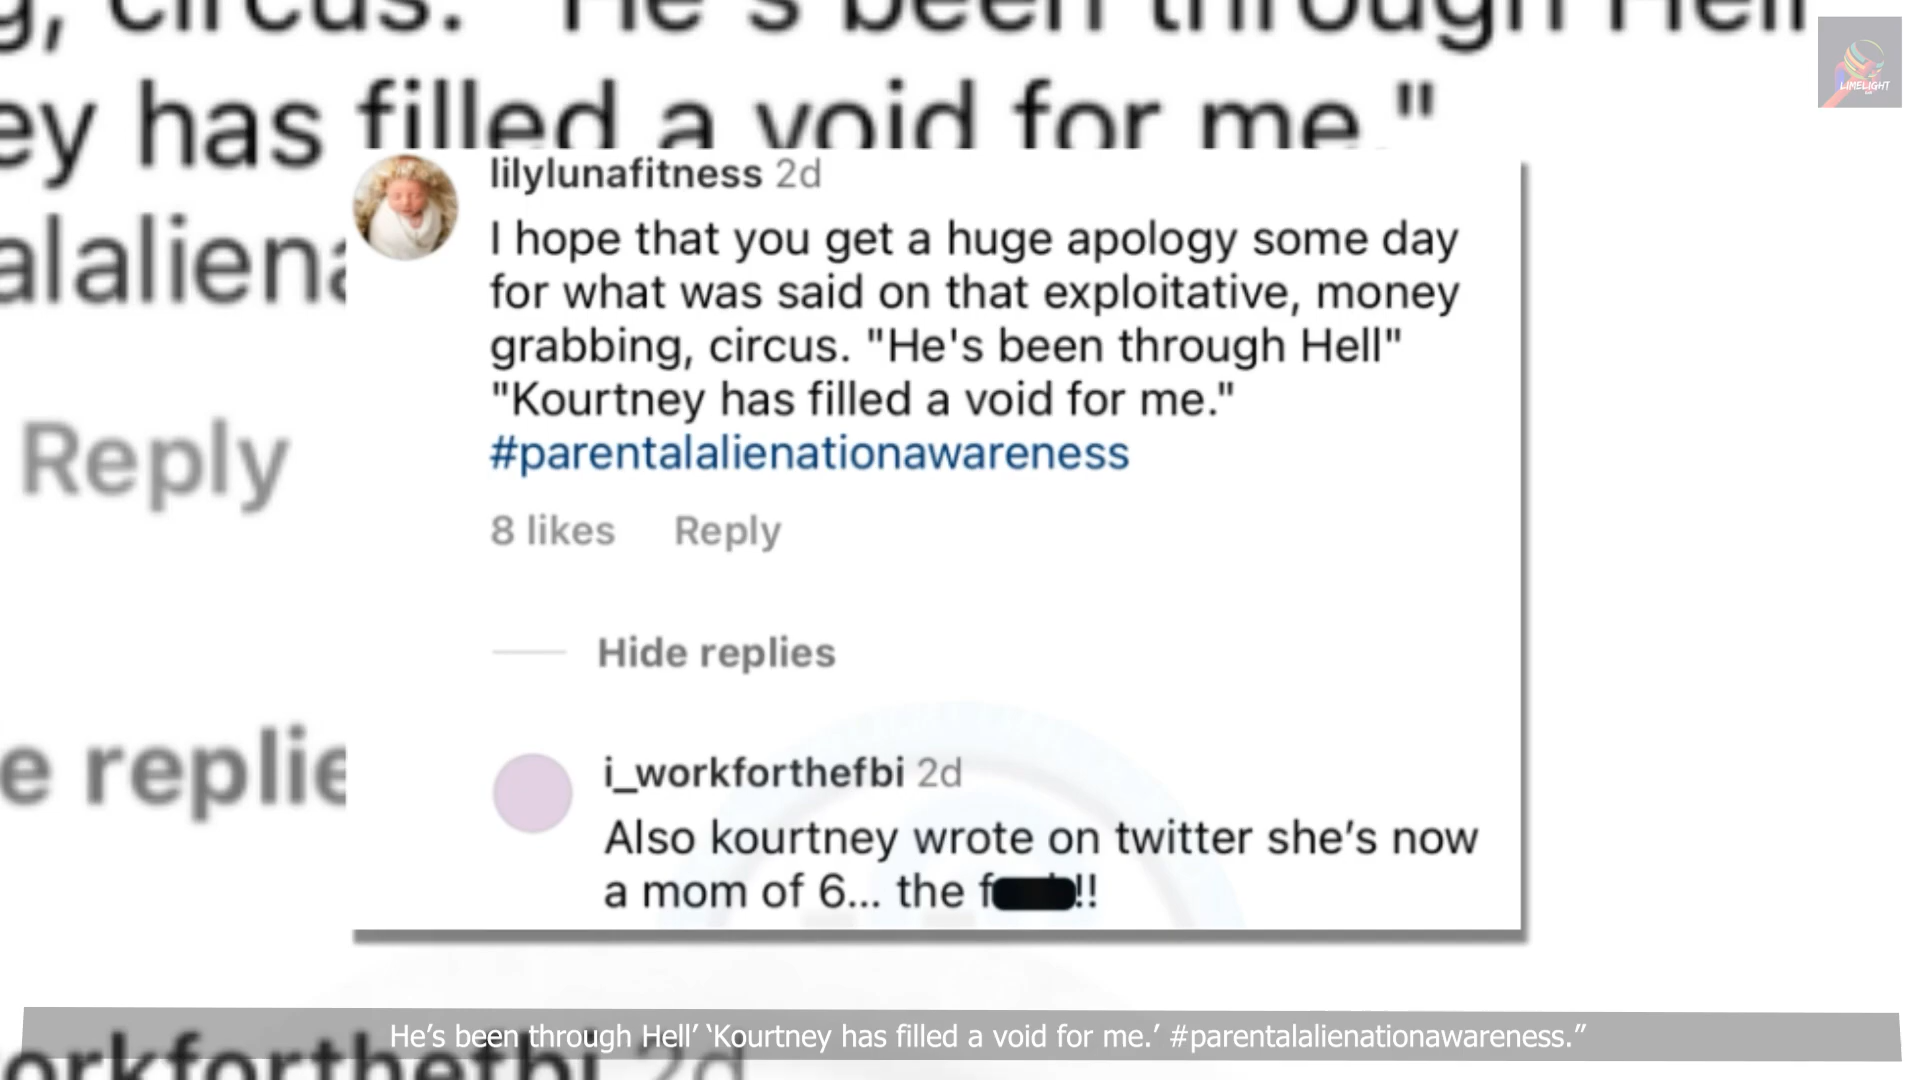 g, circus. "He's been through Hell"
ey has filled a void for me."
LIMELIGHT
lilylunafitness 2d
I hope that you get a huge apology some day
for what was said on that exploitative, money
grabbing, circus. "He's been through Hell"
"Kourtney has filled a void for me."
#parentalalienationawareness
8 likes Reply
Hide replies
i_workforthefbi 2d
Also kourtney wrote on twitter she’s now
a mom of 6... the f !!
alaliena
Reply
e replie
orkforthefbi 2d
He’s been through Hell’ ‘Kourtney has filled a void for me.’ #parentalalienationawareness.”